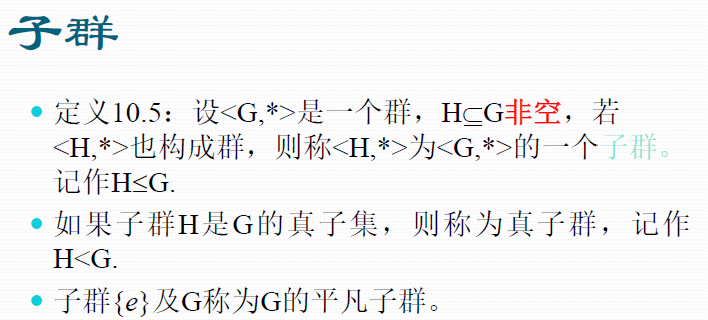 子群
定义10.5：设<G,*>是一个群，H⊆G非空，若
<H,*>也构成群，则称<H,*>为<G,*>的一个子群。
记作H≤G.
如果子群H是G的真子集，则称为真子群，记作
H<G.
子群{e}及G称为G的平凡子群。